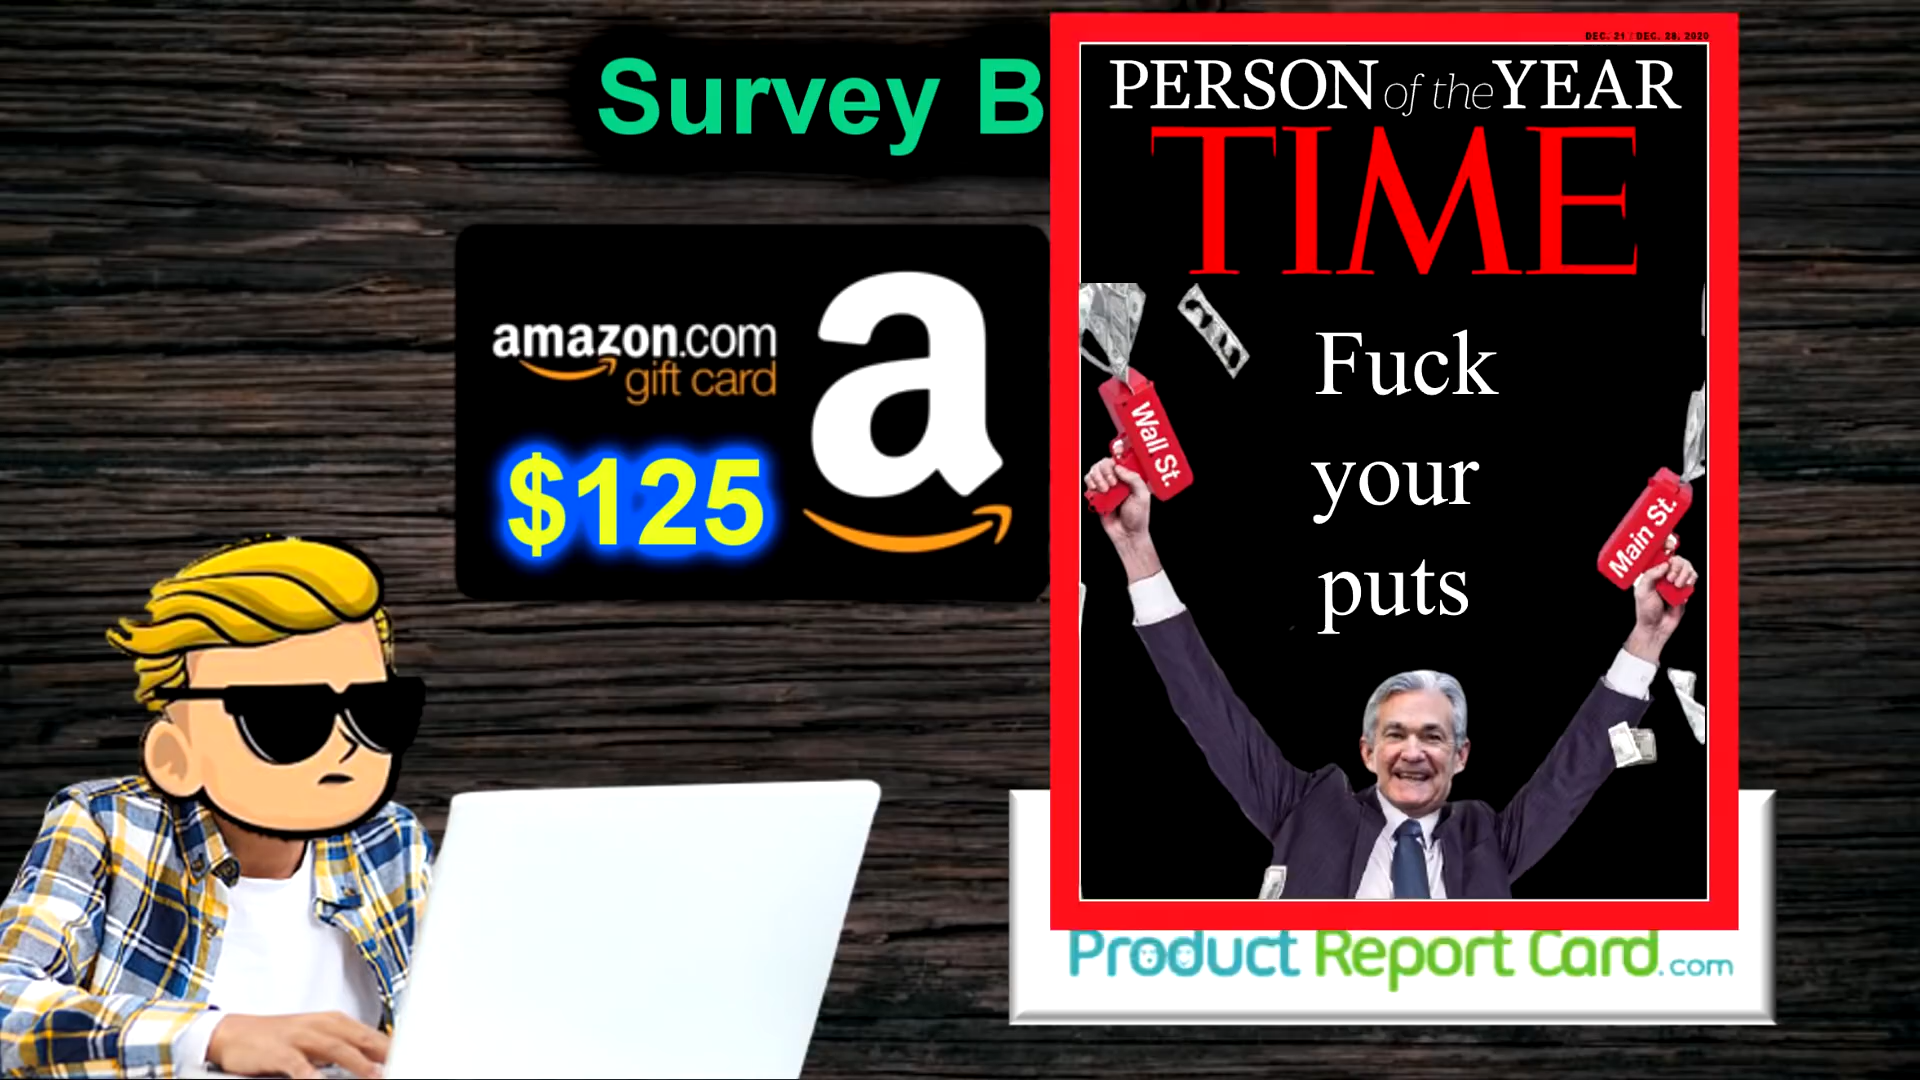 Survey B
DEC. 21 / DEC. 28, 2020
PERSON of the YEAR
TIME
amazon.com
gift card
a
$125
Fuck
your
puts
Wall St.
Main St.
Product Report Card.com